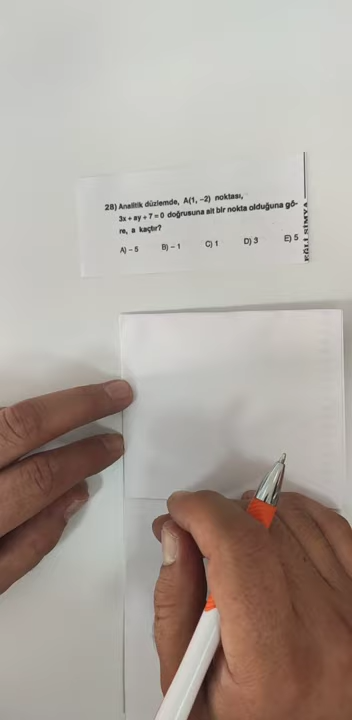 28) Analitik düzlemde, A(1, –2) noktası,
3x + ay + 7 = 0 doğrusuna ait bir nokta olduğuna gö-
re, a kaçtır?
A) – 5 B) – 1 C) 1 D) 3 E) 5